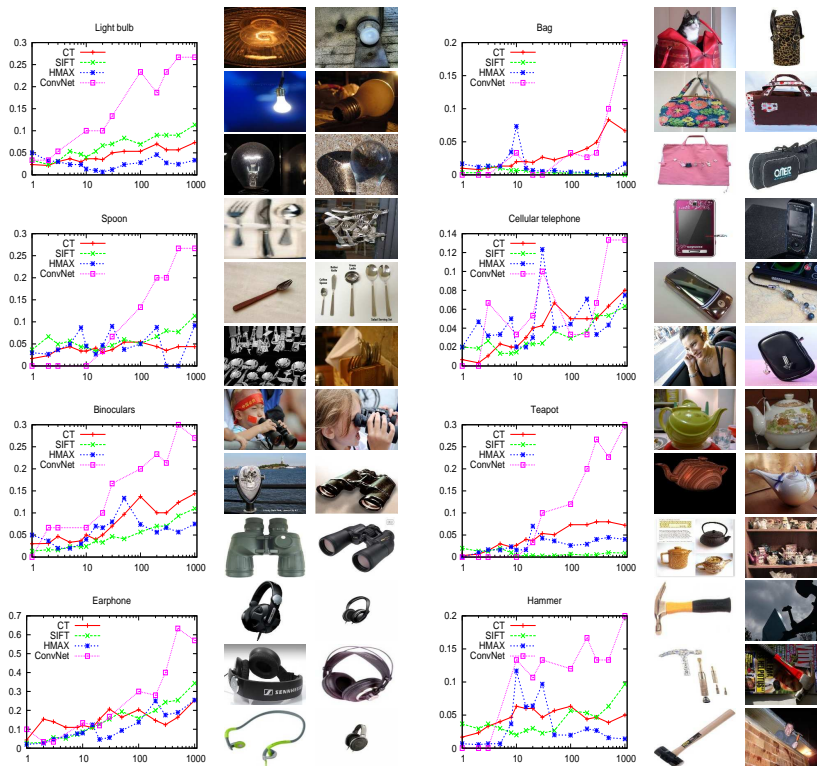 Light bulb
0.3
0.25
0.2
0.15
0.1
0.05
0
1
10
100
1000
CT
SIFT
HMAX
ConvNet
Bag
0.2
0.15
0.1
0.05
0
1
10
100
1000
CT
SIFT
HMAX
ConvNet
OMER
Spoon
0.3
0.25
0.2
0.15
0.1
0.05
0
1
10
100
1000
CT
SIFT
HMAX
ConvNet
Cellular telephone
0.14
0.12
0.1
0.08
0.06
0.04
0.02
0
1
10
100
1000
CT
SIFT
HMAX
ConvNet
Binoculars
0.3
0.25
0.2
0.15
0.1
0.05
0
1
10
100
1000
CT
SIFT
HMAX
ConvNet
Teapot
0.3
0.25
0.2
0.15
0.1
0.05
0
1
10
100
1000
CT
SIFT
HMAX
ConvNet
Earphone
0.7
0.6
0.5
0.4
0.3
0.2
0.1
0
1
10
100
1000
CT
SIFT
HMAX
ConvNet
SENNHEISER
Hammer
0.2
0.15
0.1
0.05
0
1
10
100
1000
CT
SIFT
HMAX
ConvNet